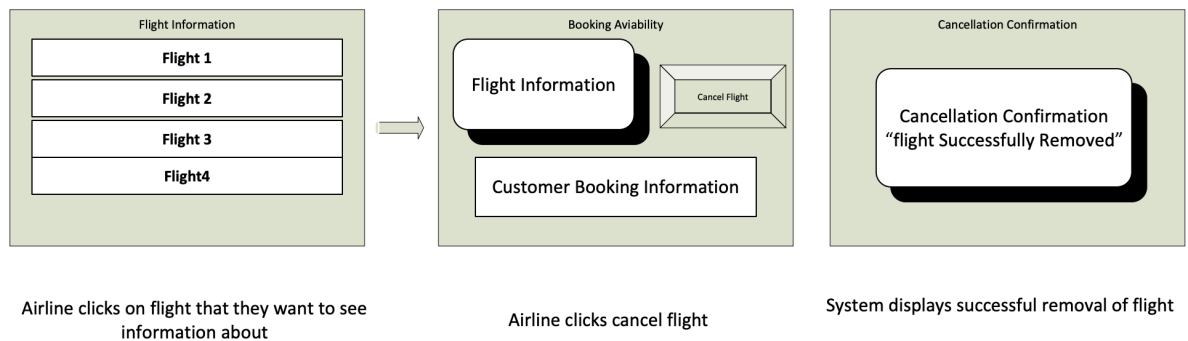 Flight Information
Flight 1
Flight 2
Flight 3
Flight4
Airline clicks on flight that they want to see
information about
Booking Aviability
Flight Information
Cancel Flight
Customer Booking Information
Airline clicks cancel flight
Cancellation Confirmation
Cancellation Confirmation
“flight Successfully Removed”
System displays successful removal of flight